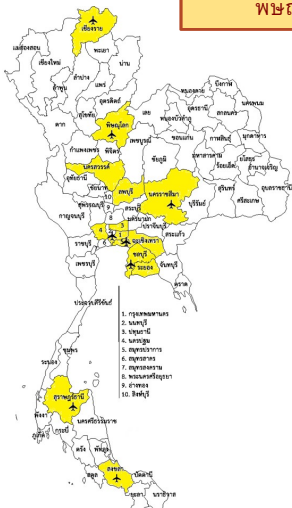 พษณ
เชียงราย
แม่ฮ่องสอน
พะเยา
เชียงใหม่
น่าน
ลำปาง
ลำพูน
แพร่
อุตรดิตถ์
สุโขทัย
ตาก
พิษณุโลก
กำแพงเพชร
พิจิตร
เพชรบูรณ์
เลย
หนองคาย
บึงกาฬ
หนองบัวลำภู
อุดรธานี
สกลนคร
นครพนม
ขอนแก่น
กาฬสินธุ์
มุกดาหาร
ชัยภูมิ
มหาสารคาม
ร้อยเอ็ด
ยโสธร
อำนาจเจริญ
นครสวรรค์
อุทัยธานี
ชัยนาท
ลพบุรี
นครราชสีมา
บุรีรัมย์
สุรินทร์
ศรีสะเกษ
อุบลราชธานี
สุพรรณบุรี
10
9
สระบุรี
กาญจนบุรี
8
นครนายก
ปราจีนบุรี
สระแก้ว
4
3
1
ฉะเชิงเทรา
ราชบุรี
6
ชลบุรี
เพชรบุรี
ระยอง
จันทบุรี
ตราด
ประจวบคีรีขันธ์
1. กรุงเทพมหานคร
2. นนทบุรี
3. ปทุมธานี
4. นครปฐม
5. สมุทรปราการ
6. สมุทรสาคร
7. สมุทรสงคราม
8. พระนครศรีอยุธยา
9. อ่างทอง
10. สิงห์บุรี
ชุมพร
ระนอง
สุราษฎร์ธานี
พังงา
นครศรีธรรมราช
ภูเก็ต
กระบี่
ตรัง
พัทลุง
สตูล
สงขลา
ปัตตานี
ยะลา
นราธิวาส